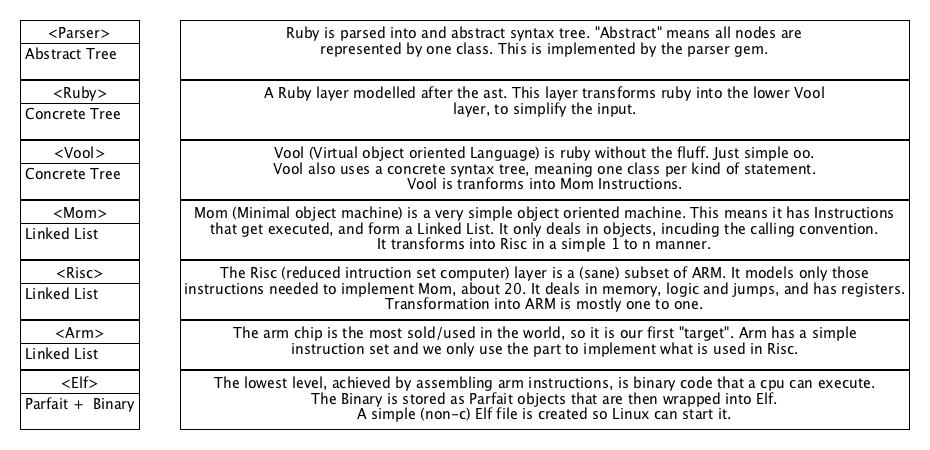 <Parser>
Abstract Tree
Ruby is parsed into and abstract syntax tree. "Abstract" means all nodes are
represented by one class. This is implemented by the parser gem.
<Ruby>
Concrete Tree
A Ruby layer modelled after the ast. This layer transforms ruby into the lower Vool
layer, to simplify the input.
<Vool>
Concrete Tree
Vool (Virtual object oriented Language) is ruby without the fluff. Just simple oo.
Vool also uses a concrete syntax tree, meaning one class per kind of statement.
Vool is tranforms into Mom Instructions.
<Mom>
Linked List
Mom (Minimal object machine) is a very simple object oriented machine. This means it has Instructions
that get executed, and form a Linked List. It only deals in objects, incuding the calling convention.
It transforms into Risc in a simple 1 to n manner.
<Risc>
Linked List
The Risc (reduced intruction set computer) layer is a (sane) subset of ARM. It models only those
instructions needed to implement Mom, about 20. It deals in memory, logic and jumps, and has registers.
Transformation into ARM is mostly one to one.
<Arm>
Linked List
The arm chip is the most sold/used in the world, so it is our first "target". Arm has a simple
instruction set and we only use the part to implement what is used in Risc.
<Elf>
Parfait + Binary
The lowest level, achieved by assembling arm instructions, is binary code that a cpu can execute.
The Binary is stored as Parfait objects that are then wrapped into Elf.
A simple (non-c) Elf file is created so Linux can start it.